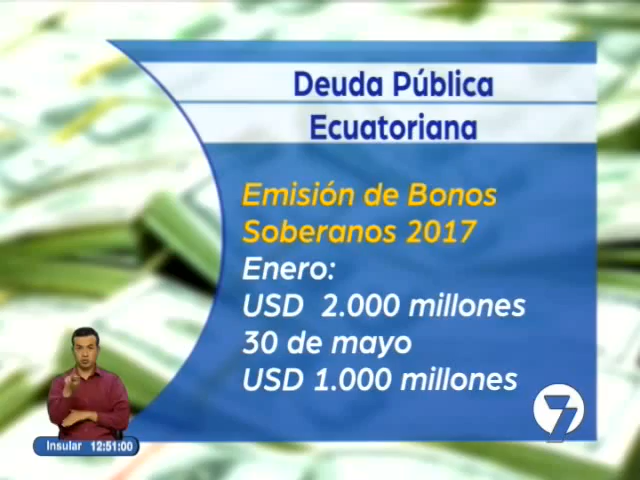 Deuda Pública
Ecuatoriana
Emisión de Bonos
Soberanos 2017
Enero:
USD 2.000 millones
30 de mayo
USD 1.000 millones
7
Insular 12:51:00